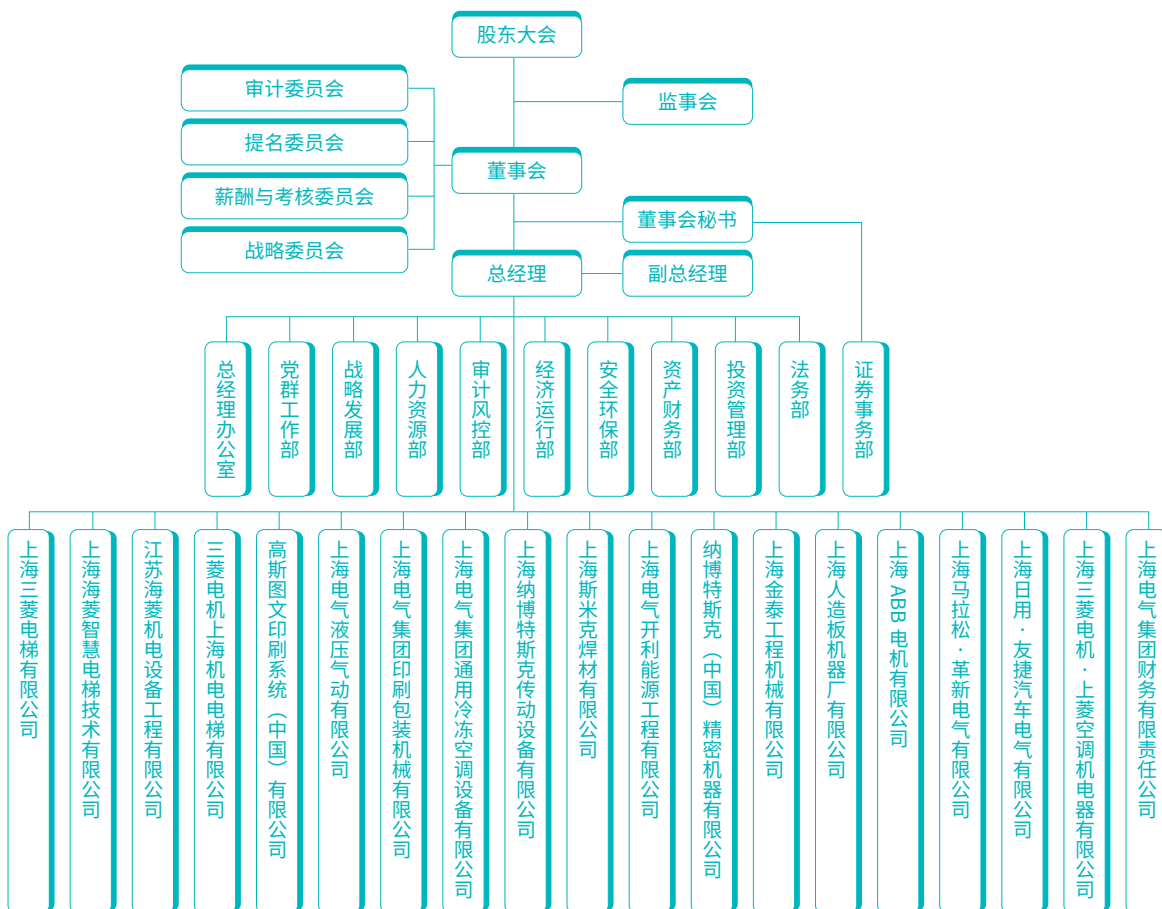 股东大会
审计委员会
监事会
提名委员会
董事会
薪酬与考核委员会
董事会秘书
战略委员会
总经理
副总经理
总经理办公室
党群工作部
战略发展部
人力资源部
审计风控部
经济运行部
安全环保部
资产财务部
投资管理部
法务部
证券事务部
上海三菱电梯有限公司
上海海菱智慧电梯技术有限公司
江苏海菱机电设备工程有限公司
三菱电机上海机电电梯有限公司
高斯图文印刷系统（中国）有限公司
上海电气液压气动有限公司
上海电气集团印刷包装机械有限公司
上海电气集团通用冷冻空调设备有限公司
上海纳博特斯克传动设备有限公司
上海斯米克焊材有限公司
上海电气开利能源工程有限公司
纳博特斯克（中国）精密机器有限公司
上海金泰工程机械有限公司
上海人造板机器厂有限公司
上海 ABB 电机有限公司
上海马拉松·革新电气有限公司
上海日用·友捷汽车电气有限公司
上海三菱电机·上菱空调机电器有限公司
上海电气集团财务有限责任公司